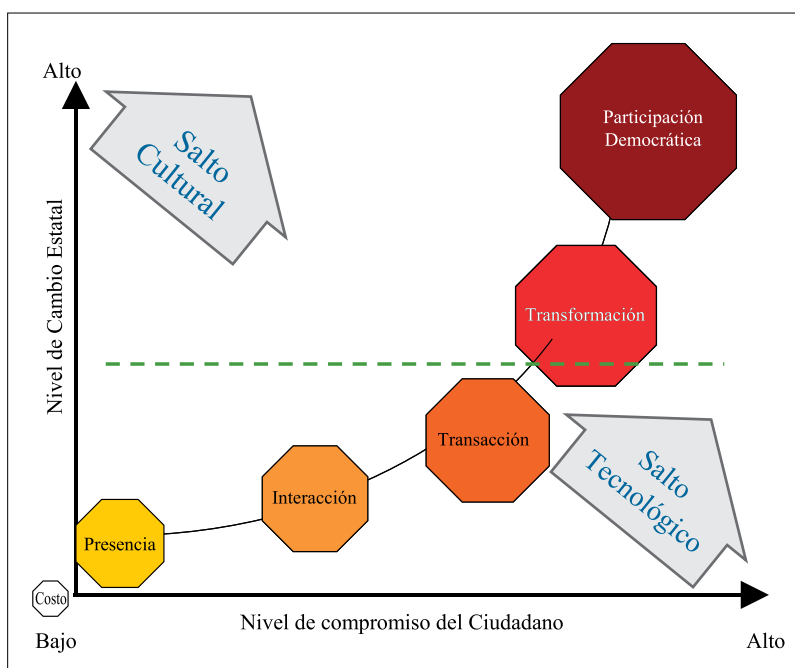 Alto
Participación
Democrática
Salto
Cultural
Nivel de Cambio Estatal
Transformación
Transacción
Salto
Tecnológico
Interacción
Presencia
Costo
Nivel de compromiso del Ciudadano
Bajo
Alto